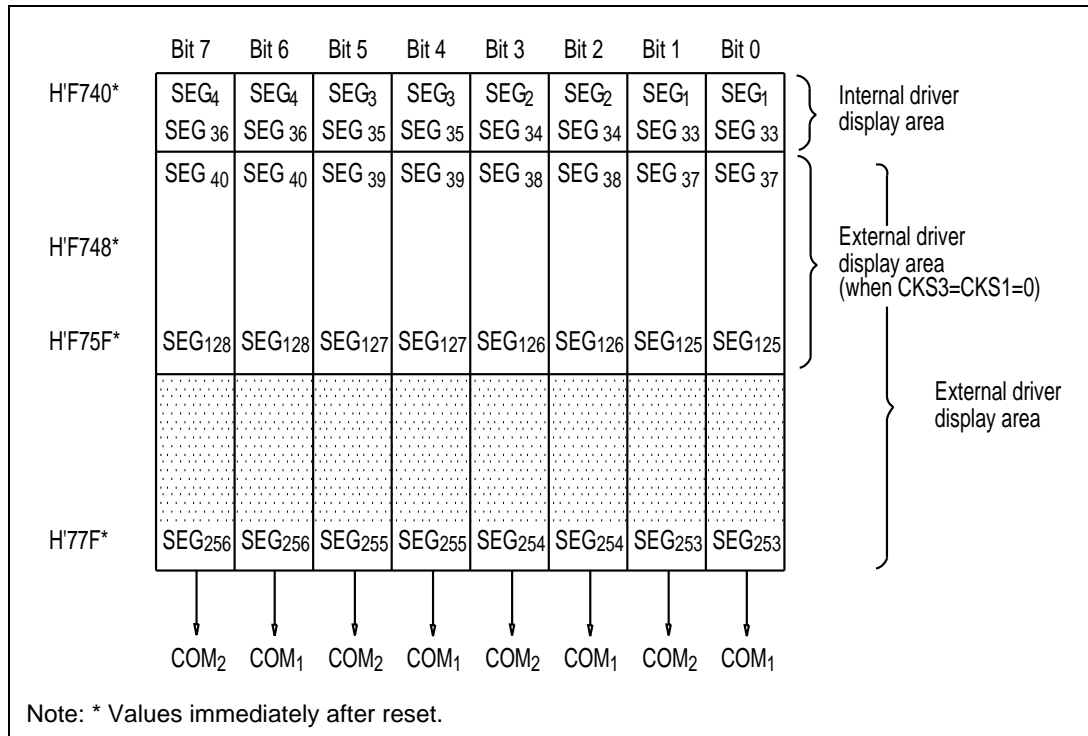 Bit 7 Bit 6 Bit 5 Bit 4 Bit 3 Bit 2 Bit 1 Bit 0
H'F740* SEG4 SEG4 SEG3 SEG3 SEG2 SEG2 SEG1 SEG1
SEG 36 SEG 36 SEG 35 SEG 35 SEG 34 SEG 34 SEG 33 SEG 33
Internal driver
display area
SEG 40 SEG 40 SEG 39 SEG 39 SEG 38 SEG 38 SEG 37 SEG 37
H'F748*
External driver
display area
(when CKS3=CKS1=0)
H'F75F* SEG128 SEG128 SEG127 SEG127 SEG126 SEG126 SEG125 SEG125
External driver
display area
H'77F* SEG256 SEG256 SEG255 SEG255 SEG254 SEG254 SEG253 SEG253
COM2 COM1 COM2 COM1 COM2 COM1 COM2 COM1
Note: * Values immediately after reset.